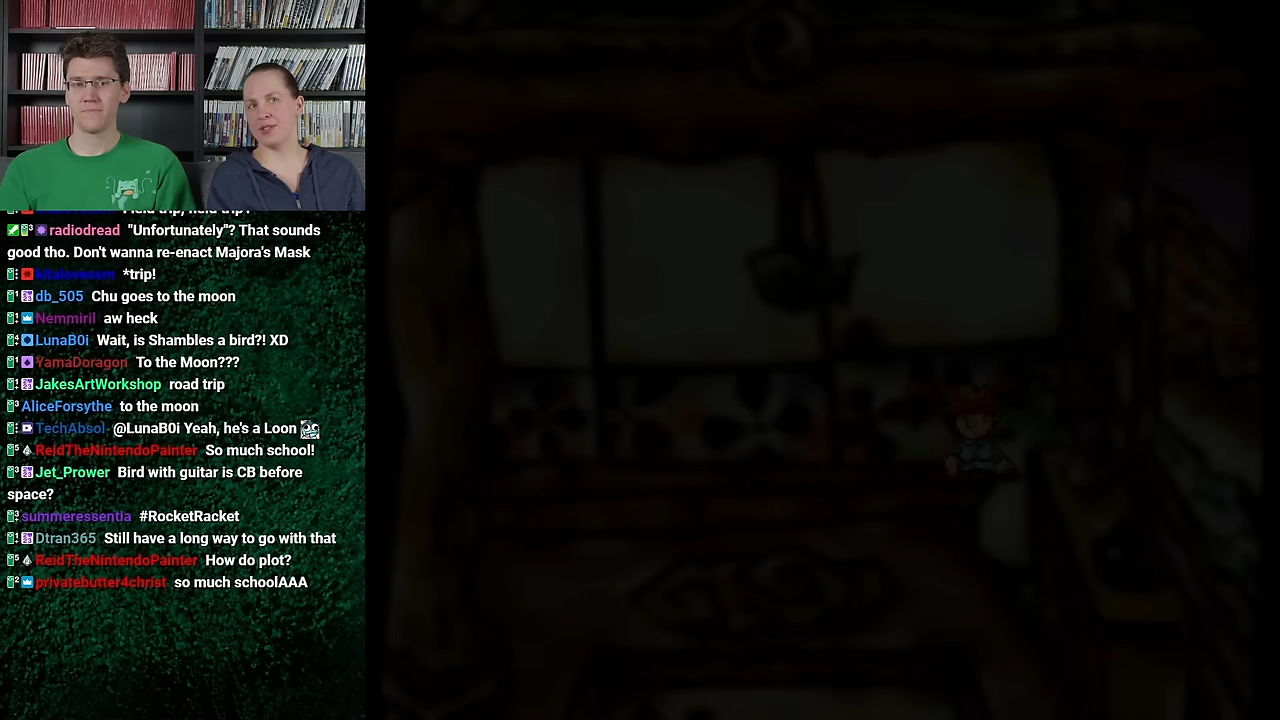 radiodread "Unfortunately"? That sounds
good tho. Don't wanna re-enact Majora's Mask
kitalovessm *trip!
db_505 Chu goes to the moon
Nemmiril aw heck
LunaB0i Wait, is Shambles a bird?! XD
YamaDoragon To the Moon???
JakesArtWorkshop road trip
AliceForsythe to the moon
TechAbsol @LunaB0i Yeah, he's a Loon
ReidTheNintendoPainter So much school!
Jet_Prower Bird with guitar is CB before
space?
summeressentia #RocketRacket
Dtran365 Still have a long way to go with that
ReidTheNintendoPainter How do plot?
privatebutter4christ so much schoolAAA